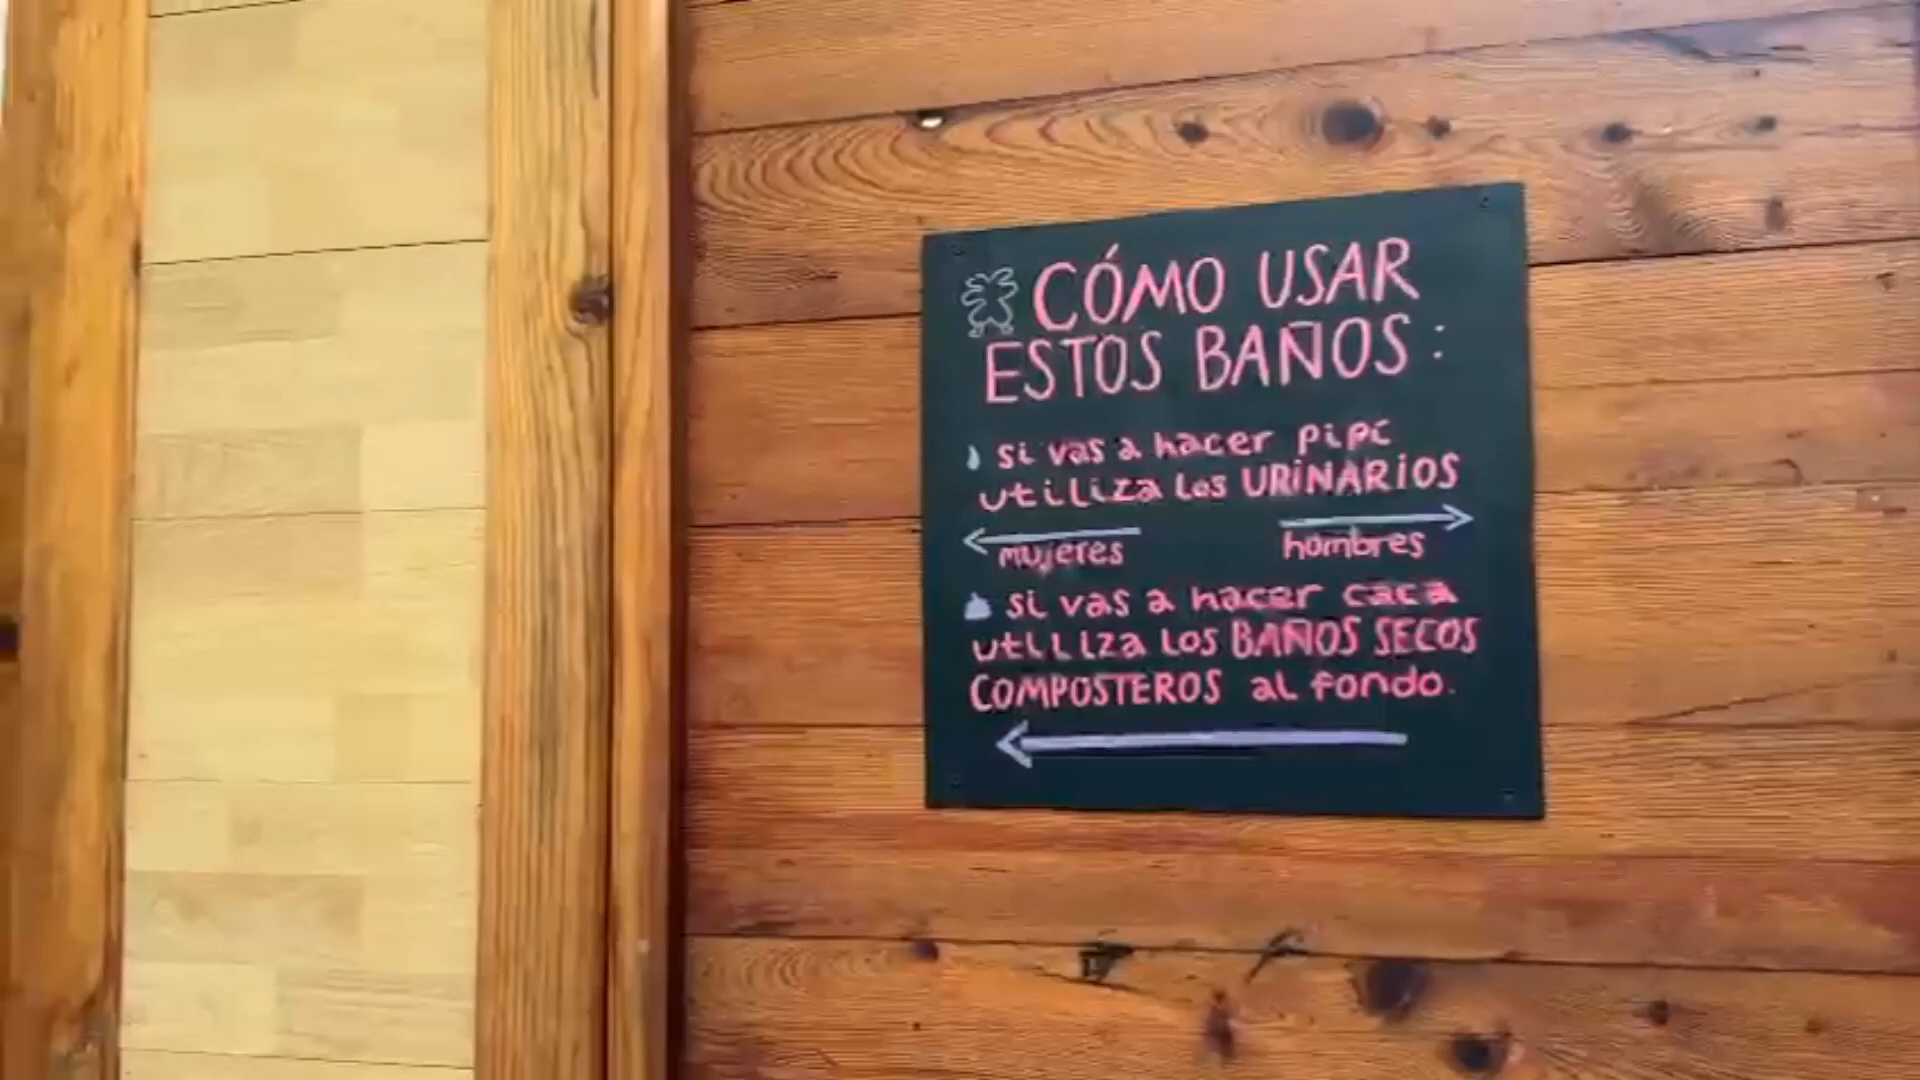 CÓMO USAR
ESTOS BAÑOS:
si vas a hacer pipí
utiliza los URINARIOS
mujeres hombres
si vas a hacer caca
utiliza los BAÑOS SECOS
COMPOSTEROS al fondo.